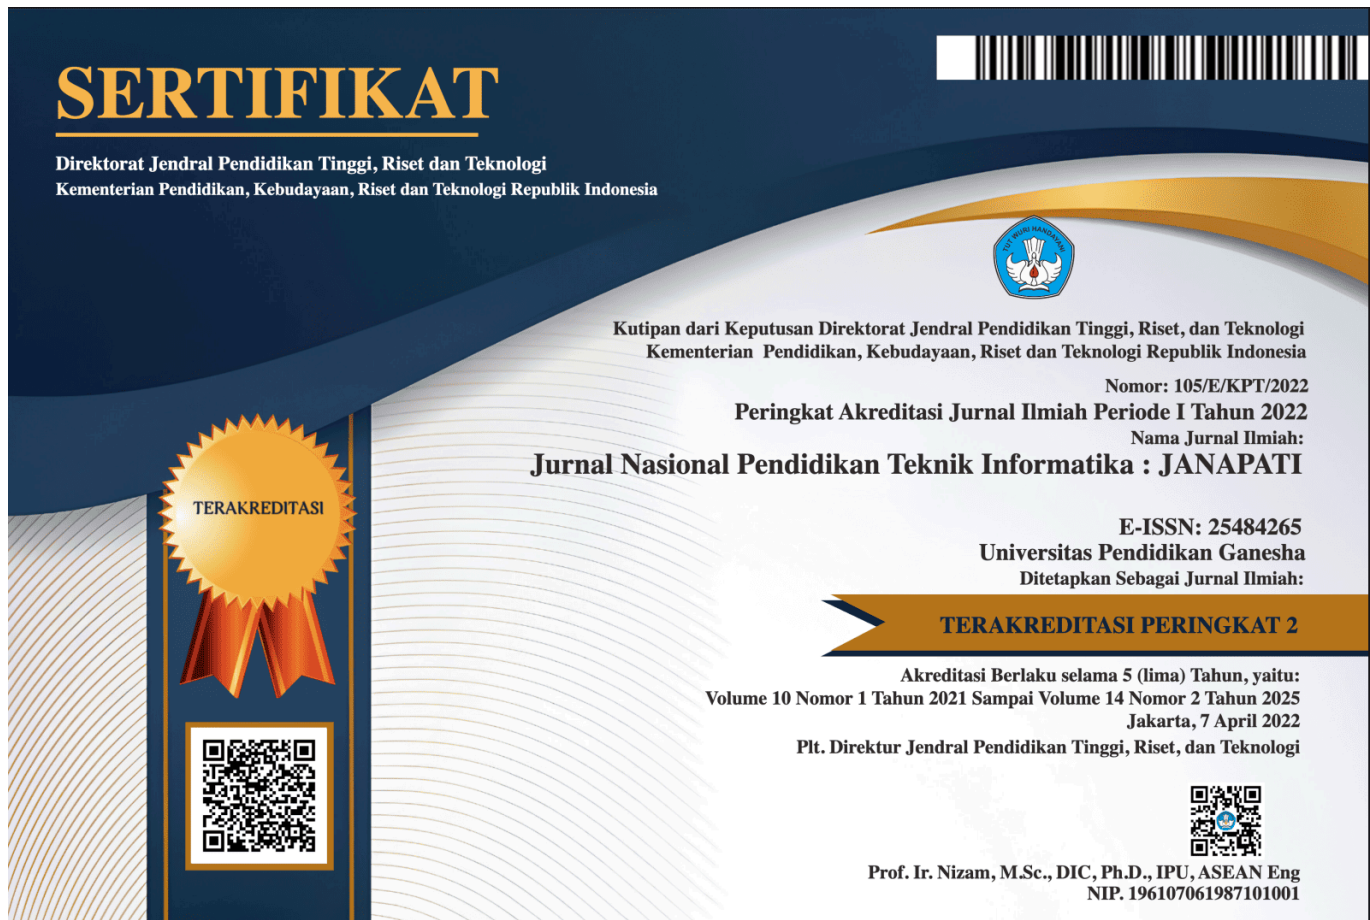 SERTIFIKAT
Direktorat Jendral Pendidikan Tinggi, Riset dan Teknologi
Kementerian Pendidikan, Kebudayaan, Riset dan Teknologi Republik Indonesia
TUT WURI HANDAYANI
Kutipan dari Keputusan Direktorat Jendral Pendidikan Tinggi, Riset, dan Teknologi
Kementerian Pendidikan, Kebudayaan, Riset dan Teknologi Republik Indonesia
Nomor: 105/E/KPT/2022
Peringkat Akreditasi Jurnal Ilmiah Periode I Tahun 2022
Nama Jurnal Ilmiah:
Jurnal Nasional Pendidikan Teknik Informatika : JANAPATI
TERAKREDITASI
E-ISSN: 25484265
Universitas Pendidikan Ganesha
Ditetapkan Sebagai Jurnal Ilmiah:
TERAKREDITASI PERINGKAT 2
Akreditasi Berlaku selama 5 (lima) Tahun, yaitu:
Volume 10 Nomor 1 Tahun 2021 Sampai Volume 14 Nomor 2 Tahun 2025
Jakarta, 7 April 2022
Plt. Direktur Jendral Pendidikan Tinggi, Riset, dan Teknologi
Prof. Ir. Nizam, M.Sc., DIC, Ph.D., IPU, ASEAN Eng
NIP. 196107061987101001